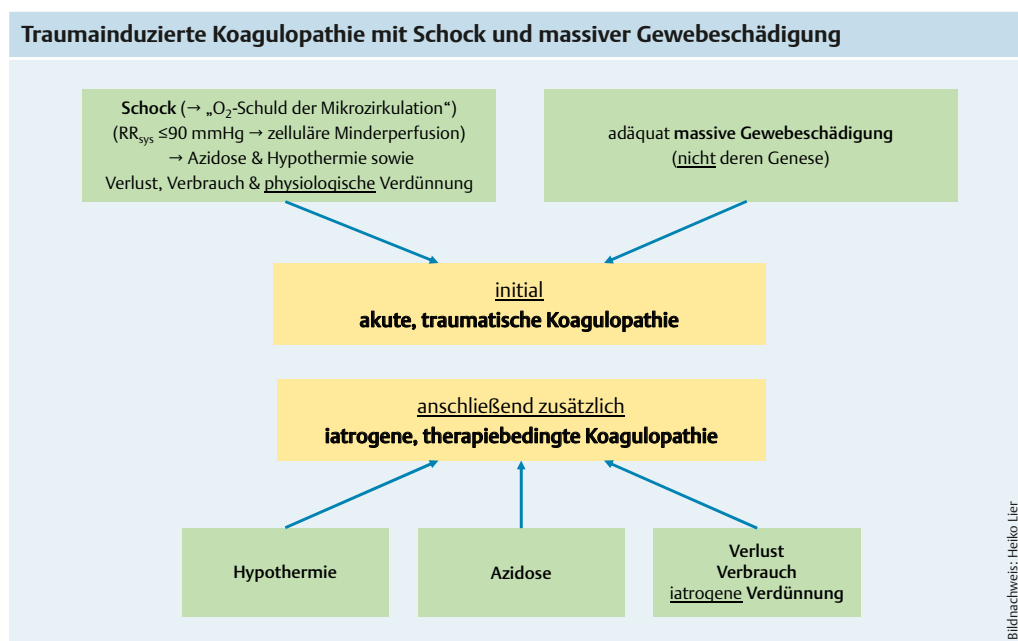 Traumainduzierte Koagulopathie mit Schock und massiver Gewebeschädigung
Schock (→ „O₂-Schuld der Mikrozirkulation“)
(RRsys ≤90 mmHg → zelluläre Minderperfusion)
→ Azidose & Hypothermie sowie
Verlust, Verbrauch & physiologische Verdünnung
adäquat massive Gewebeschädigung
(nicht deren Genese)
initial
akute, traumatische Koagulopathie
anschließend zusätzlich
iatrogene, therapiebedingte Koagulopathie
Hypothermie
Azidose
Verlust
Verbrauch
iatrogene Verdünnung
Bildnachweis: Heiko Lier